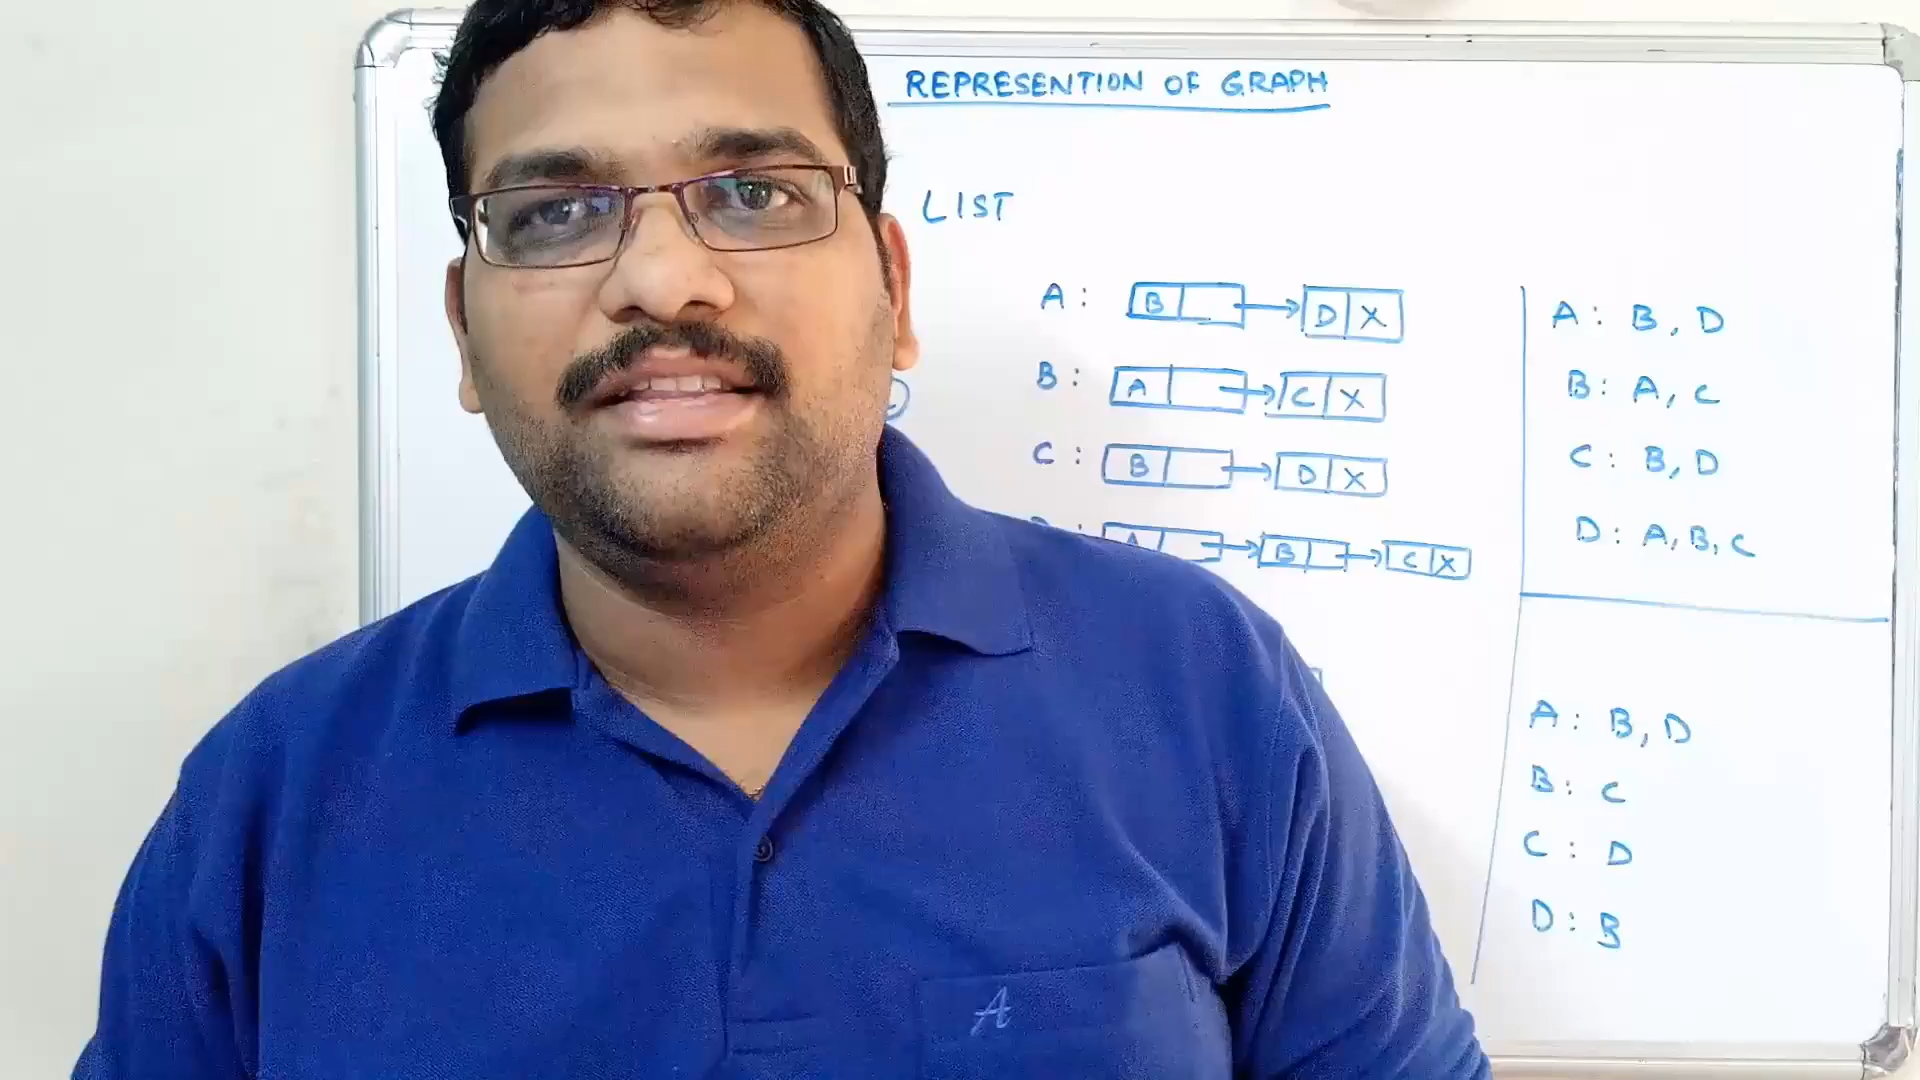 REPRESENTION OF GRAPH
LIST
A: B D X
B: A C X
C: B D X
A B C X
A: B, D
B: A, C
C: B, D
D: A, B, C
A: B, D
B: C
C: D
D: B
A